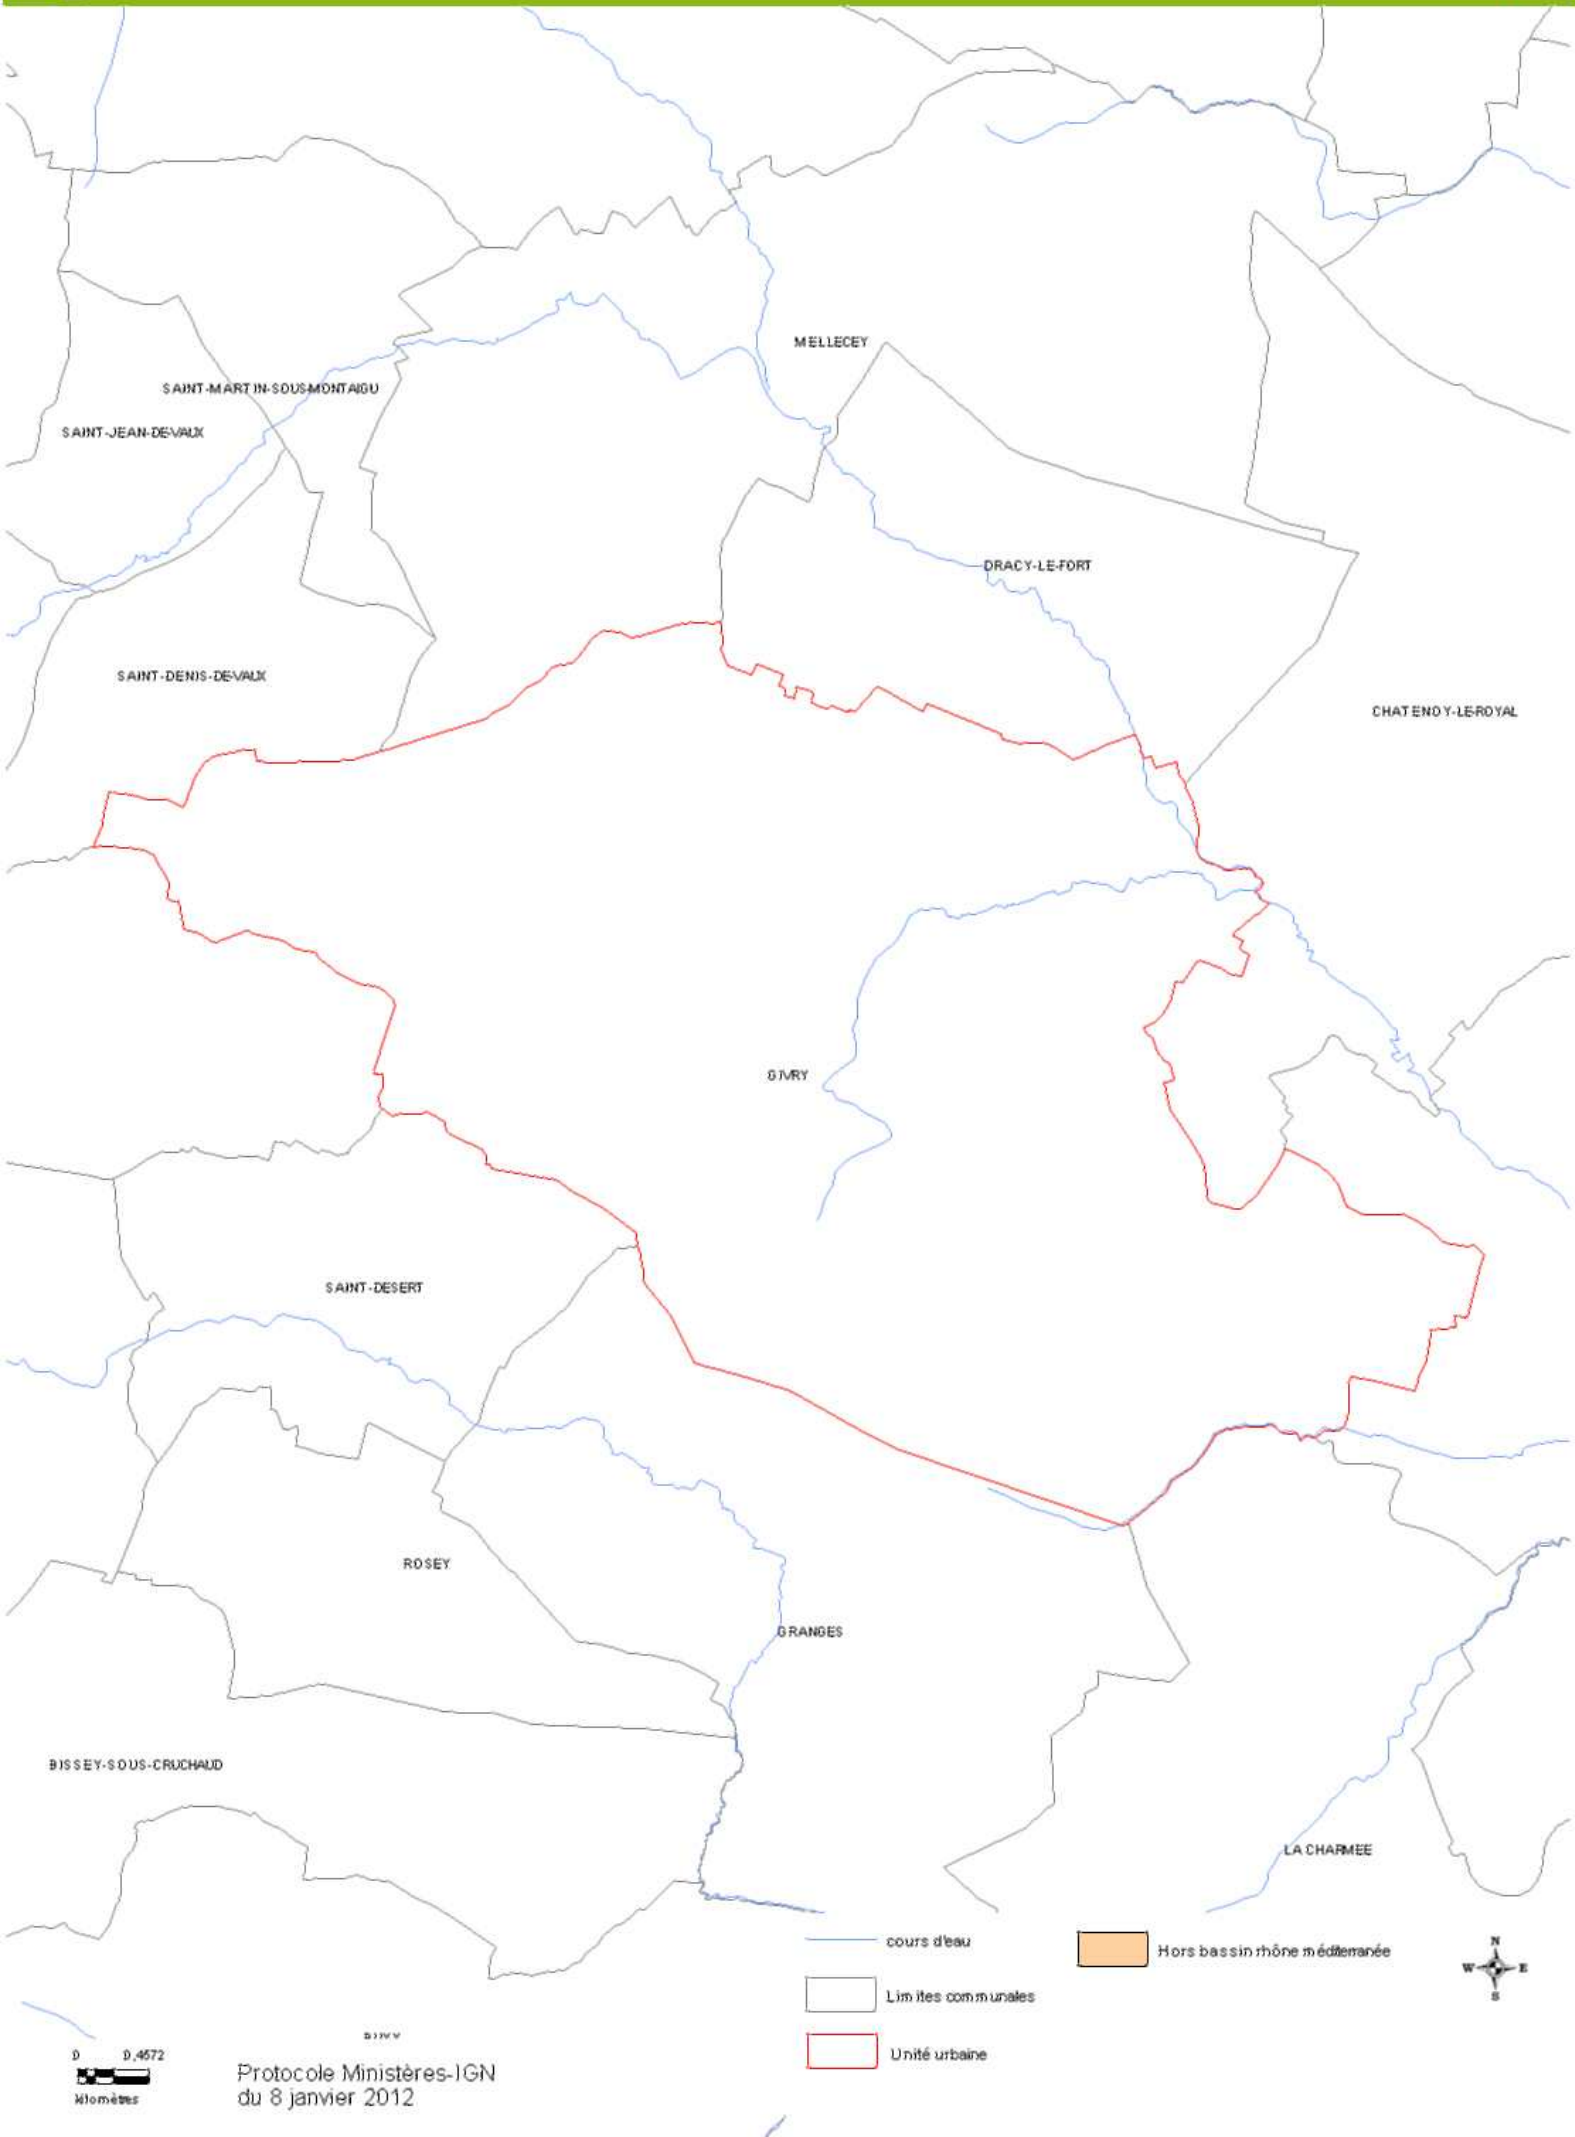 MELLECEY
SAINT-MARTIN-SOUS-MONTAIGU
SAINT-JEAN-DE-VAUX
DRACY-LE-FORT
SAINT-DENIS-DE-VAUX
CHATENOY-LE-ROYAL
GIVRY
SAINT-DESERT
ROSEY
GRANGES
BISSEY-SOUS-CRUCHAUD
LA CHARMEE
cours d'eau
Hors bassin rhône méditerranée
Limites communales
Unité urbaine
N
W E
S
0 0,4572
kilomètres
Protocole Ministères-IGN
du 8 janvier 2012